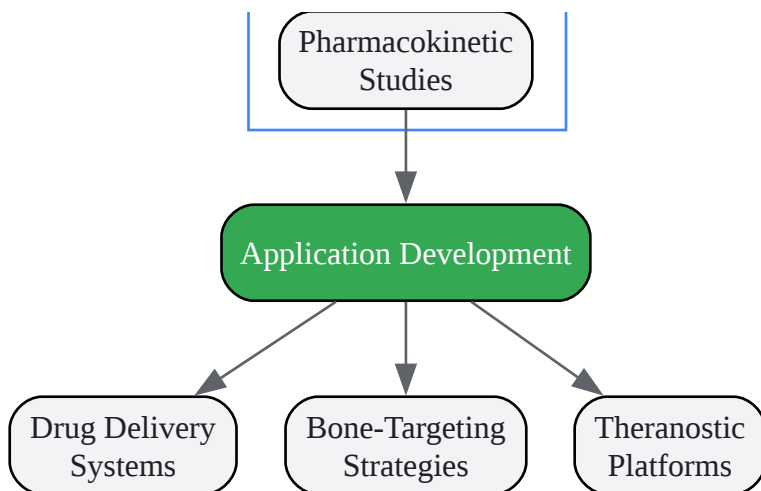 Pharmacokinetic
Studies
Application Development
Drug Delivery
Systems
Bone-Targeting
Strategies
Theranostic
Platforms